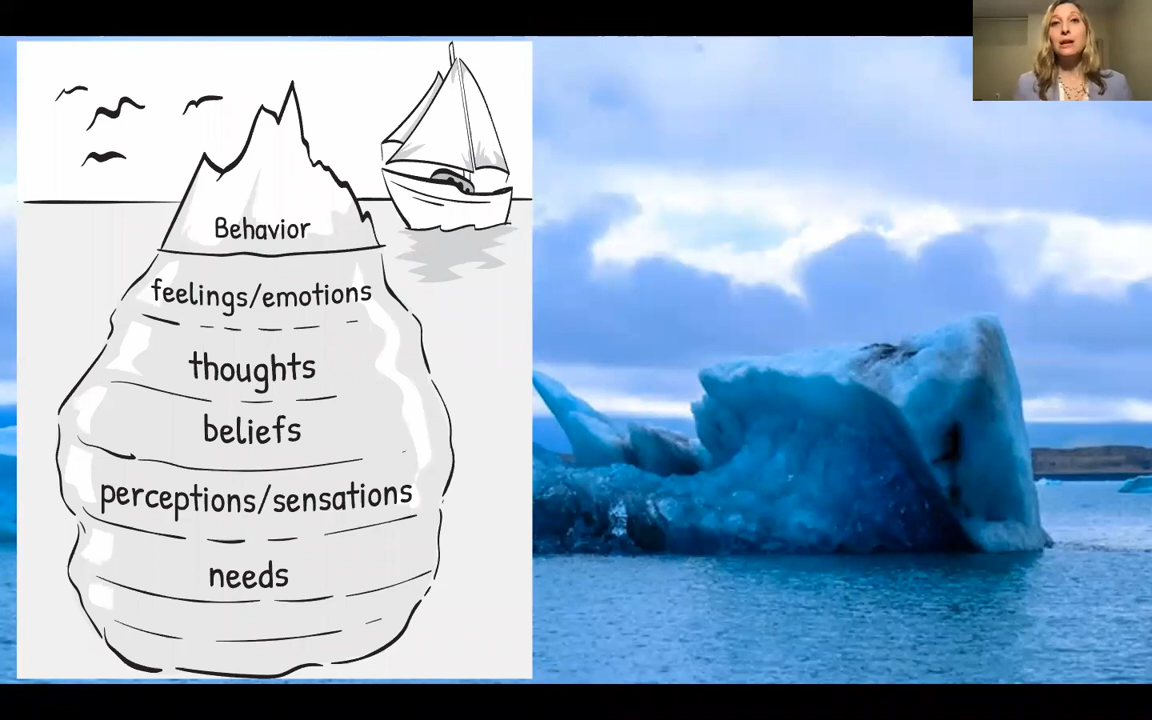 Behavior
feelings/emotions
thoughts
beliefs
perceptions/sensations
needs